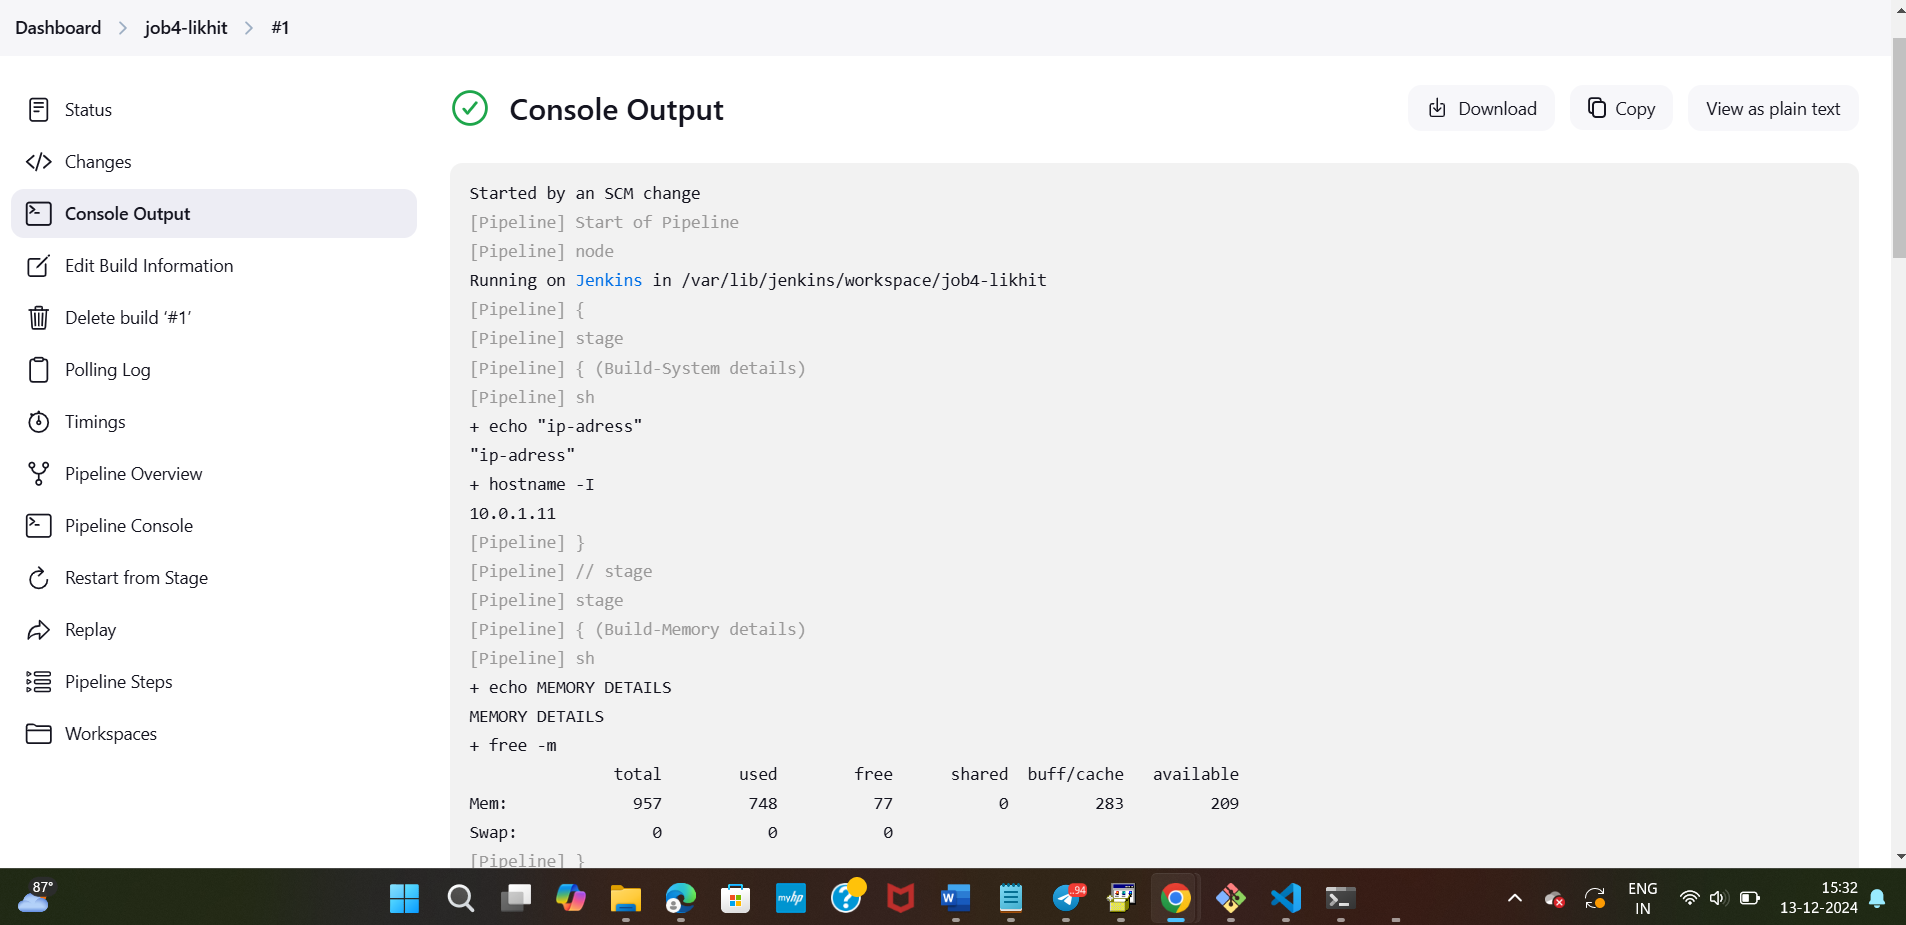 Dashboard > job4-likhit > #1
Status
Changes
Console Output
Edit Build Information
Delete build ‘#1’
Polling Log
Timings
Pipeline Overview
Pipeline Console
Restart from Stage
Replay
Pipeline Steps
Workspaces
Console Output
Download
Copy
View as plain text
Started by an SCM change
[Pipeline] Start of Pipeline
[Pipeline] node
Running on Jenkins in /var/lib/jenkins/workspace/job4-likhit
[Pipeline] {
[Pipeline] stage
[Pipeline] { (Build-System details)
[Pipeline] sh
+ echo "ip-adress"
"ip-adress"
+ hostname -I
10.0.1.11
[Pipeline] }
[Pipeline] // stage
[Pipeline] stage
[Pipeline] { (Build-Memory details)
[Pipeline] sh
+ echo MEMORY DETAILS
MEMORY DETAILS
+ free -m
total used free shared buff/cache available
Mem: 957 748 77 0 283 209
Swap: 0 0 0
[Pipeline] }
87°
myhp
W
94
ENG
IN
15:32
13-12-2024